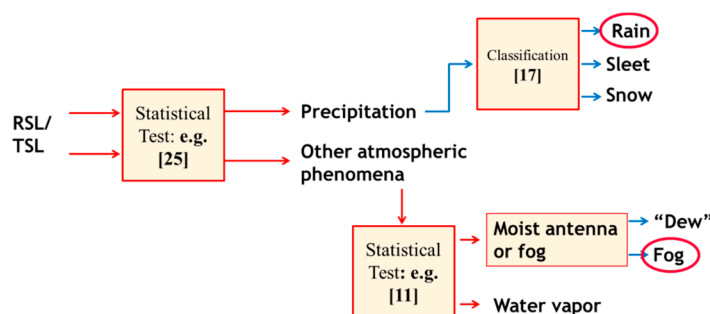 RSL/
TSL
Statistical
Test: e.g.
[25]
Precipitation
Other atmospheric
phenomena
Classification
[17]
Rain
Sleet
Snow
Statistical
Test: e.g.
[11]
Moist antenna
or fog
“Dew”
Fog
Water vapor